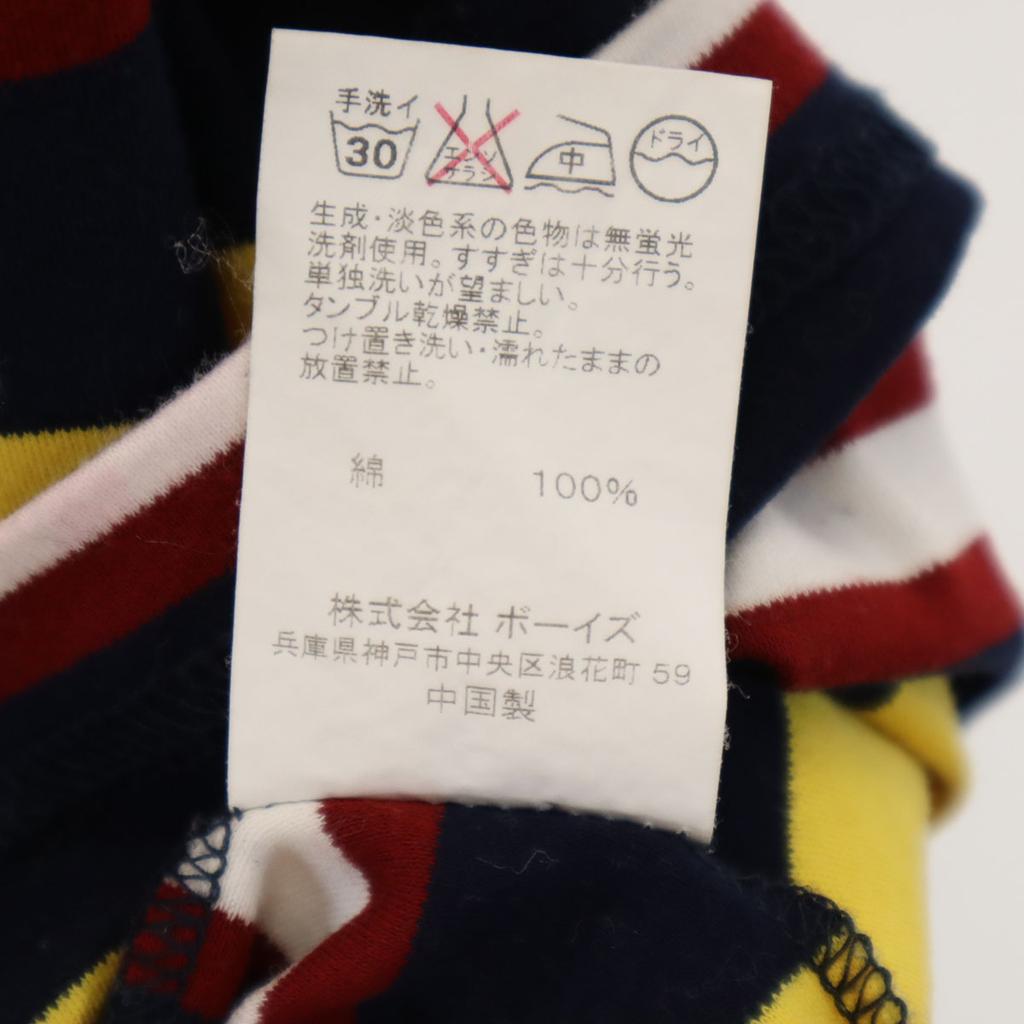 手洗イ
30
エンソ
サラシ
中
ドライ
生成・淡色系の色物は無蛍光
洗剤使用。すすぎは十分行う。
単独洗いが望ましい。
タンブル乾燥禁止。
つけ置き洗い・濡れたままの
放置禁止。
綿 100%
株式会社 ボーイズ
兵庫県神戸市中央区浪花町 59
中国製